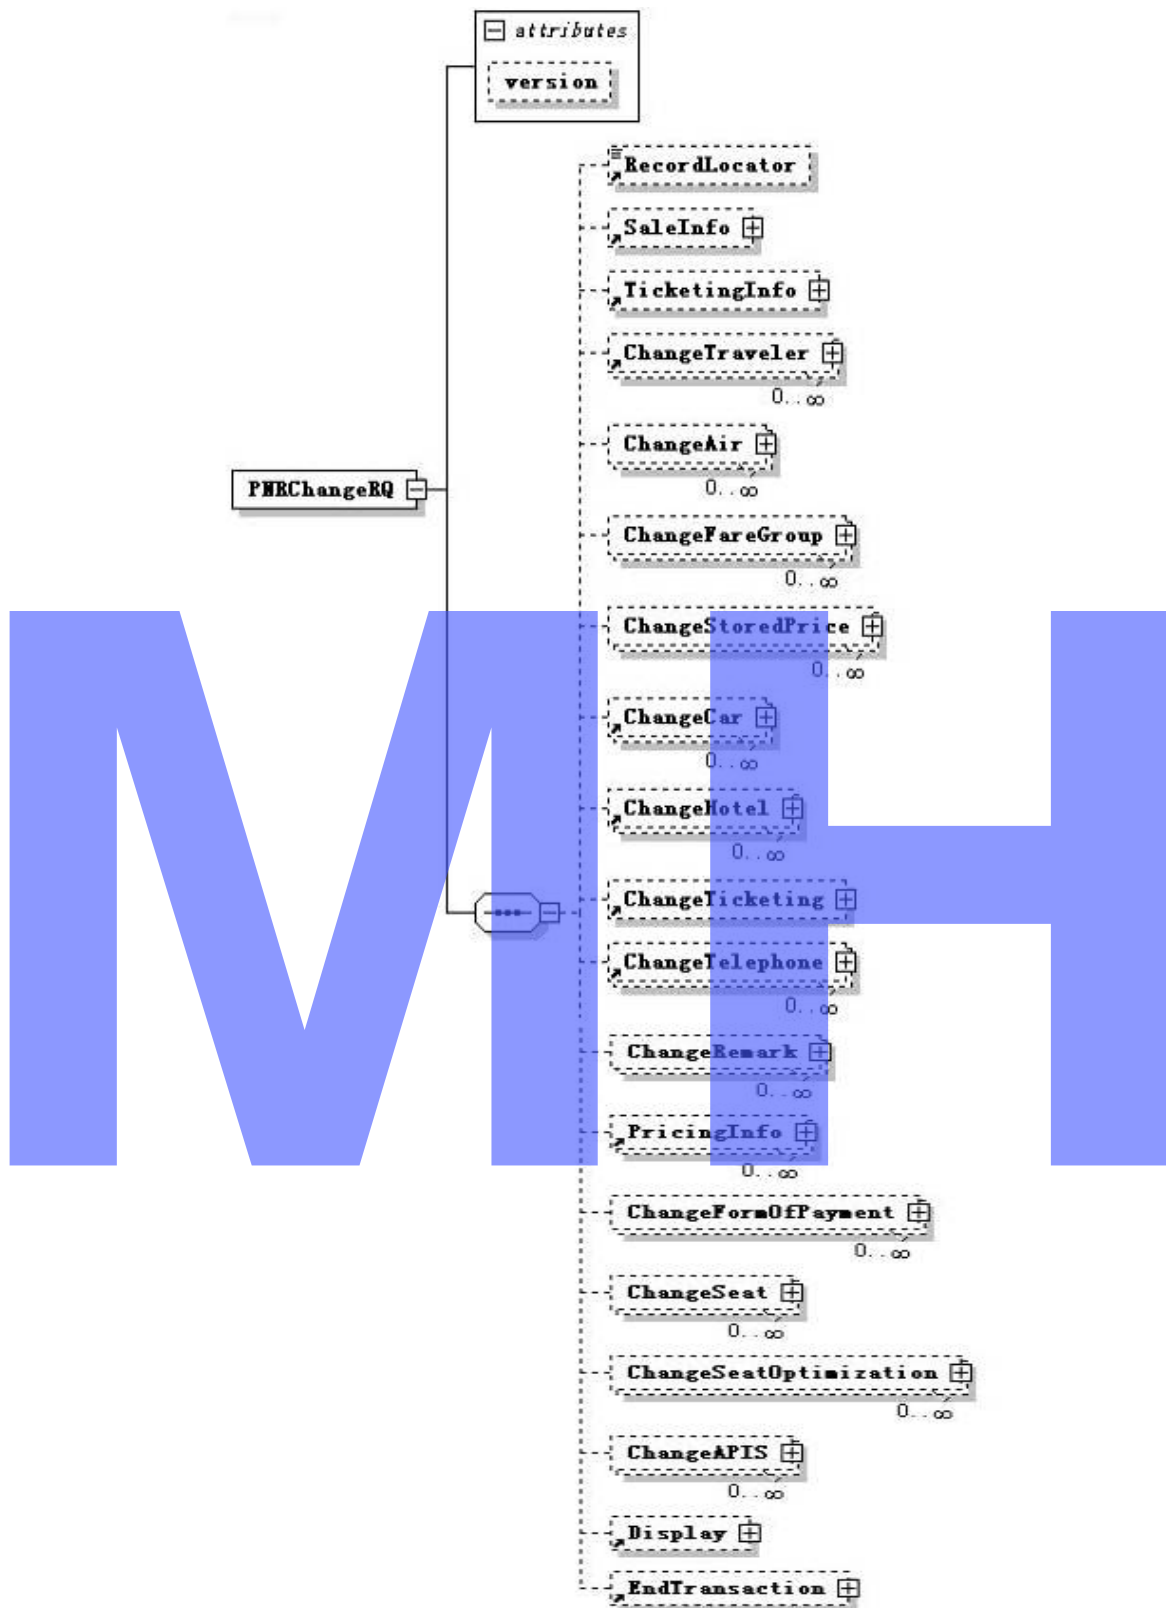 attributes
version
RecordLocator
SaleInfo
TicketingInfo
ChangeTraveler
0..∞
ChangeAir
0..∞
PNRChangeRQ
ChangeFareGroup
0..∞
ChangeStoredPrice
0..∞
ChangeCar
0..∞
ChangeHotel
0..∞
ChangeTicketing
ChangeTelephone
0..∞
ChangeRemark
0..∞
PricingInfo
0..∞
ChangeFormOfPayment
0..∞
ChangeSeat
0..∞
ChangeSeatOptimization
0..∞
ChangeAPIS
0..∞
Display
EndTransaction
MH